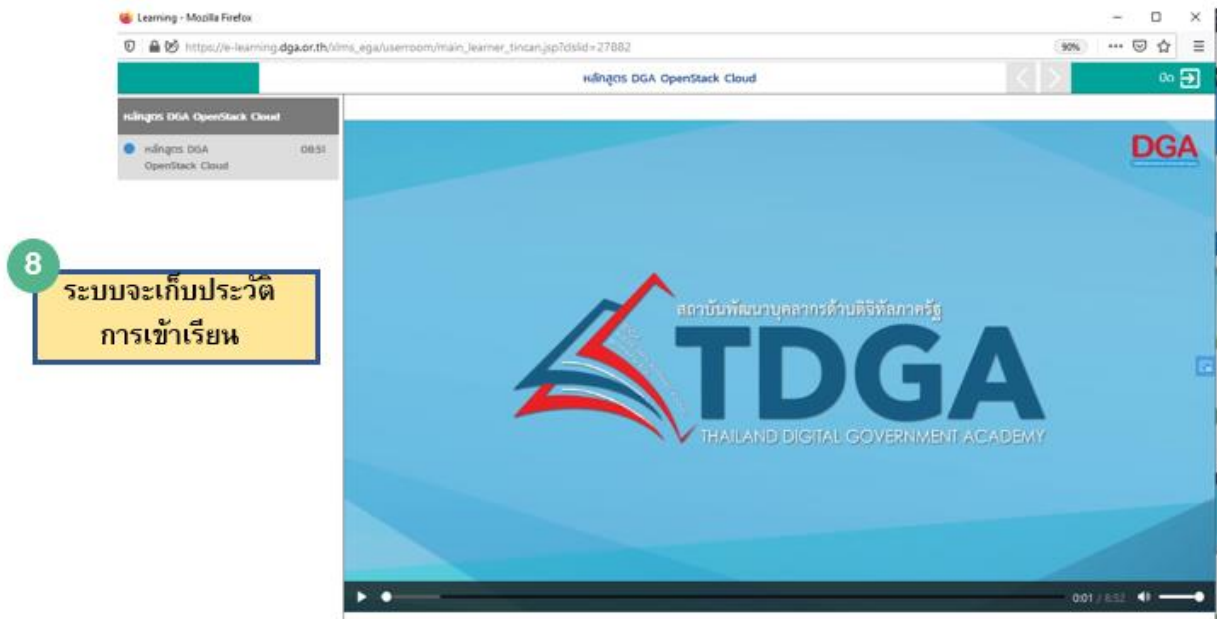 Learning - Mozilla Firefox
https://e-learning.dga.or.th/xlms_ega/userroom/main_learner_tincan.jsp?dslid=27882
90%
หลักสูตร DGA OpenStack Cloud
ปิด
หลักสูตร DGA OpenStack Cloud
หลักสูตร DGA 08:51
OpenStack Cloud
DGA
8
ระบบจะเก็บประวัติ
การเข้าเรียน
สถาบันพัฒนาบุคลากรด้านดิจิทัลภาครัฐ
TDGA
THAILAND DIGITAL GOVERNMENT ACADEMY
0:01 / 8:52